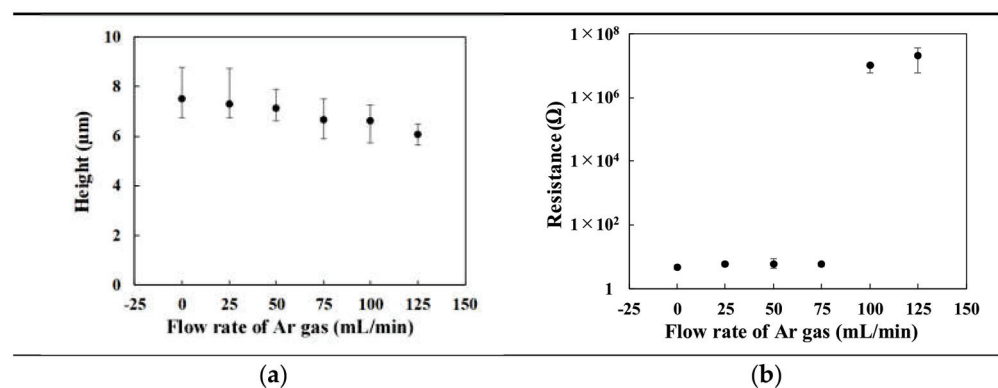 10
8
6
4
2
0
Height (μm)
-25 0 25 50 75 100 125 150
Flow rate of Ar gas (mL/min)
(a)
1×10⁸
1×10⁶
1×10⁴
1×10²
1
Resistance (Ω)
-25 0 25 50 75 100 125 150
Flow rate of Ar gas (mL/min)
(b)